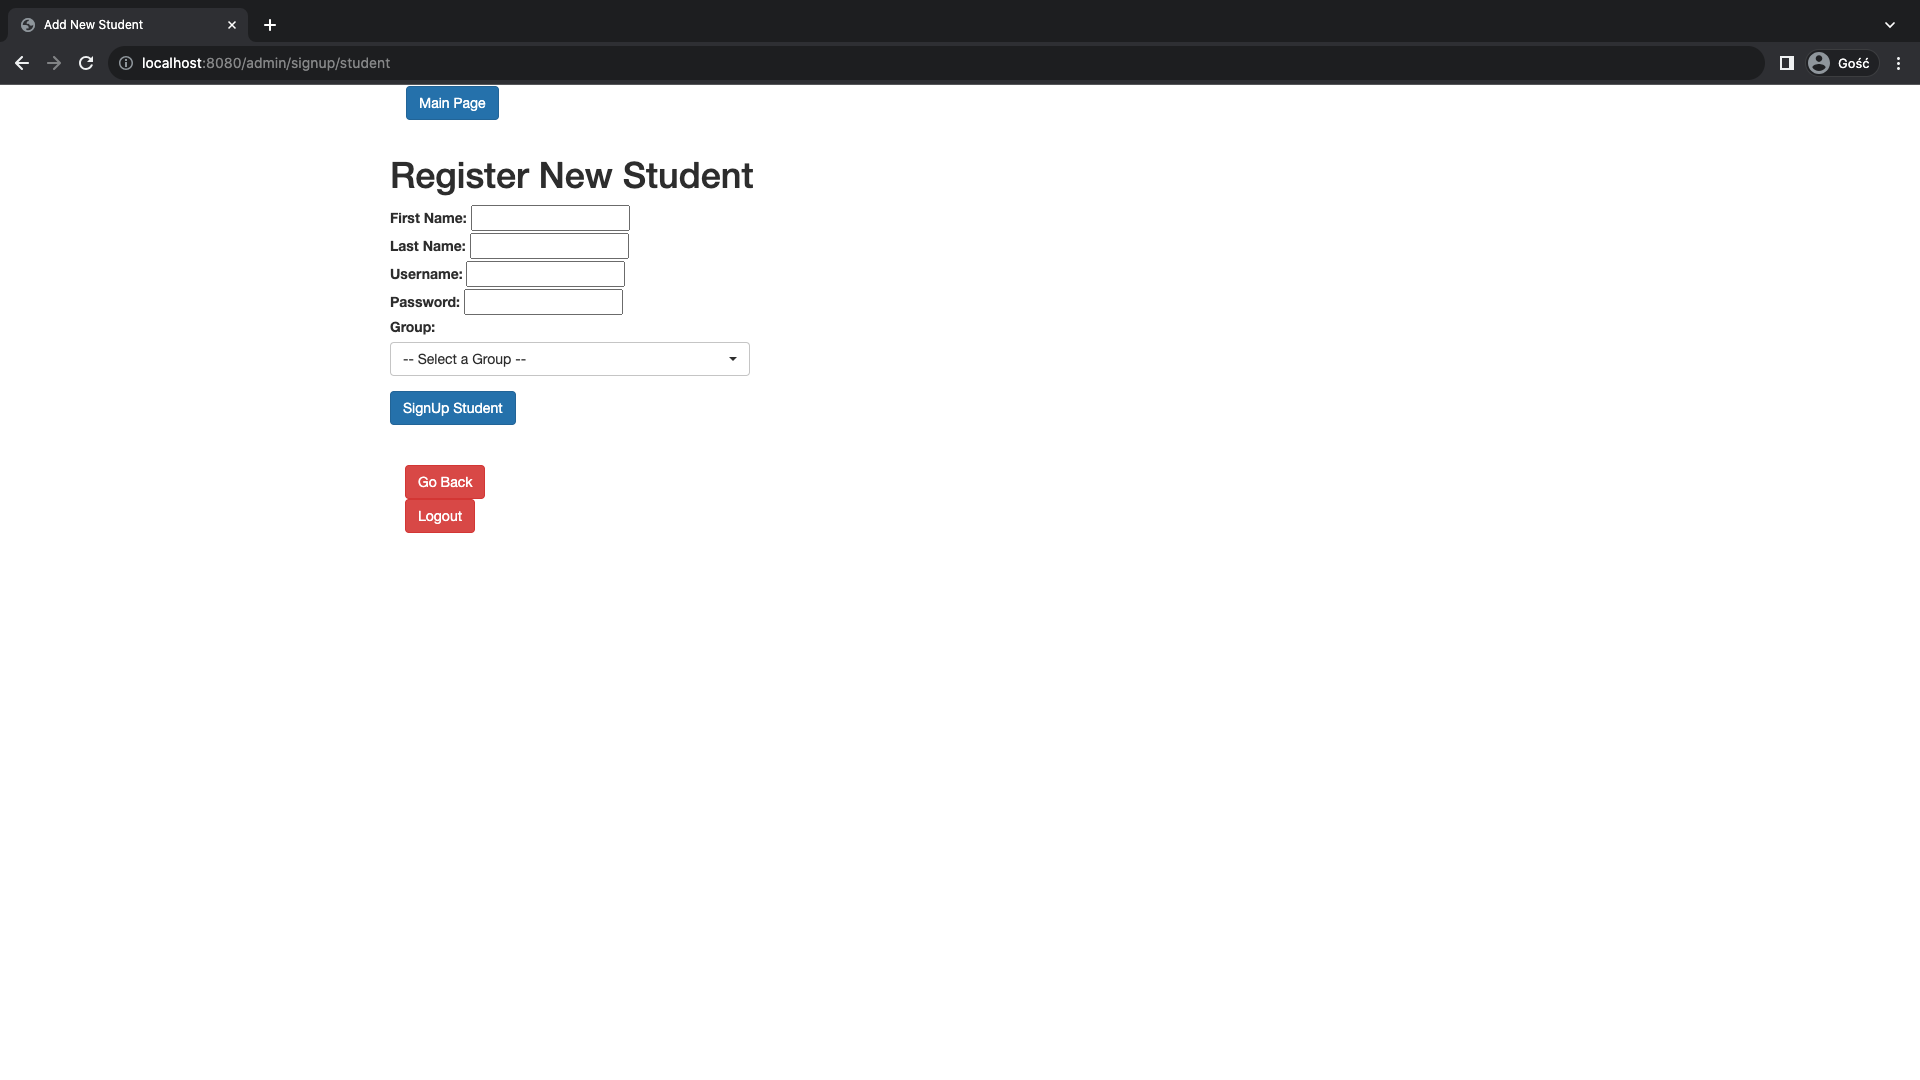 Add New Student
localhost:8080/admin/signup/student
Gość
Main Page
Register New Student
First Name:
Last Name:
Username:
Password:
Group:
-- Select a Group --
SignUp Student
Go Back
Logout